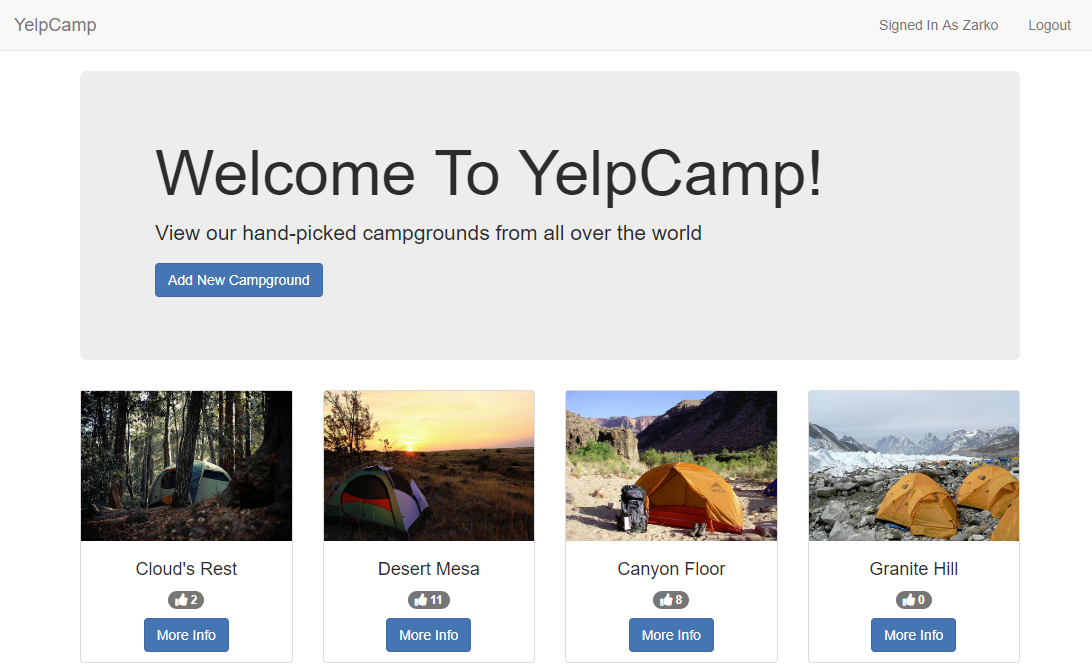 YelpCamp
Signed In As Zarko
Logout
Welcome To YelpCamp!
View our hand-picked campgrounds from all over the world
Add New Campground
Cloud's Rest
2
More Info
Desert Mesa
11
More Info
Canyon Floor
8
More Info
Granite Hill
0
More Info